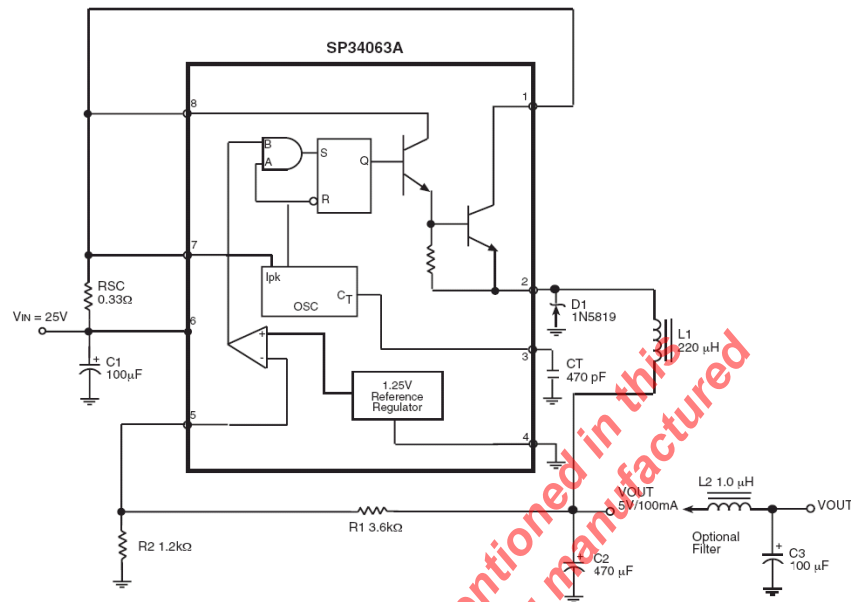 SP34063A
8
1
B
A
S
Q
R
7
Ipk
OSC
CT
2
RSC
0.33Ω
D1
1N5819
VIN = 25V
6
L1
220 µH
C1
100µF
+
+
-
3
CT
470 pF
1.25V
Reference
Regulator
5
4
VOUT
5V/100mA
L2 1.0 µH
VOUT
R1 3.6kΩ
Optional
Filter
R2 1.2kΩ
+
C2
470 µF
+
C3
100 µF
entioned in this
manufactured